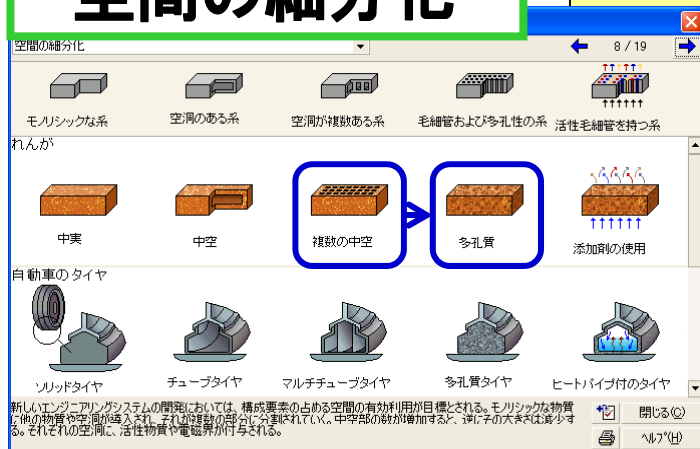 空間の細分化
空間の細分化
8 / 19
モノリシックな系
空洞のある系
空洞が複数ある系
毛細管および多孔性の系
活性毛細管を持つ系
れんが
中実
中空
複数の中空
多孔質
添加剤の使用
自動車のタイヤ
ソリッドタイヤ
チューブタイヤ
マルチチューブタイヤ
多孔質タイヤ
ヒートパイプ付のタイヤ
新しいエンジニアリングシステムの開発においては、構成要素の占める空間の有効利用が目標とされる。モノリシックな物質
に他の物質や空洞が導入され、それが複数の部分に分割されていく。中空部の数が増加すると、逆にその大きさは減少す
る。それぞれの空洞に、活性物質や電磁界が付与される。
閉じる(C)
ヘルプ(H)